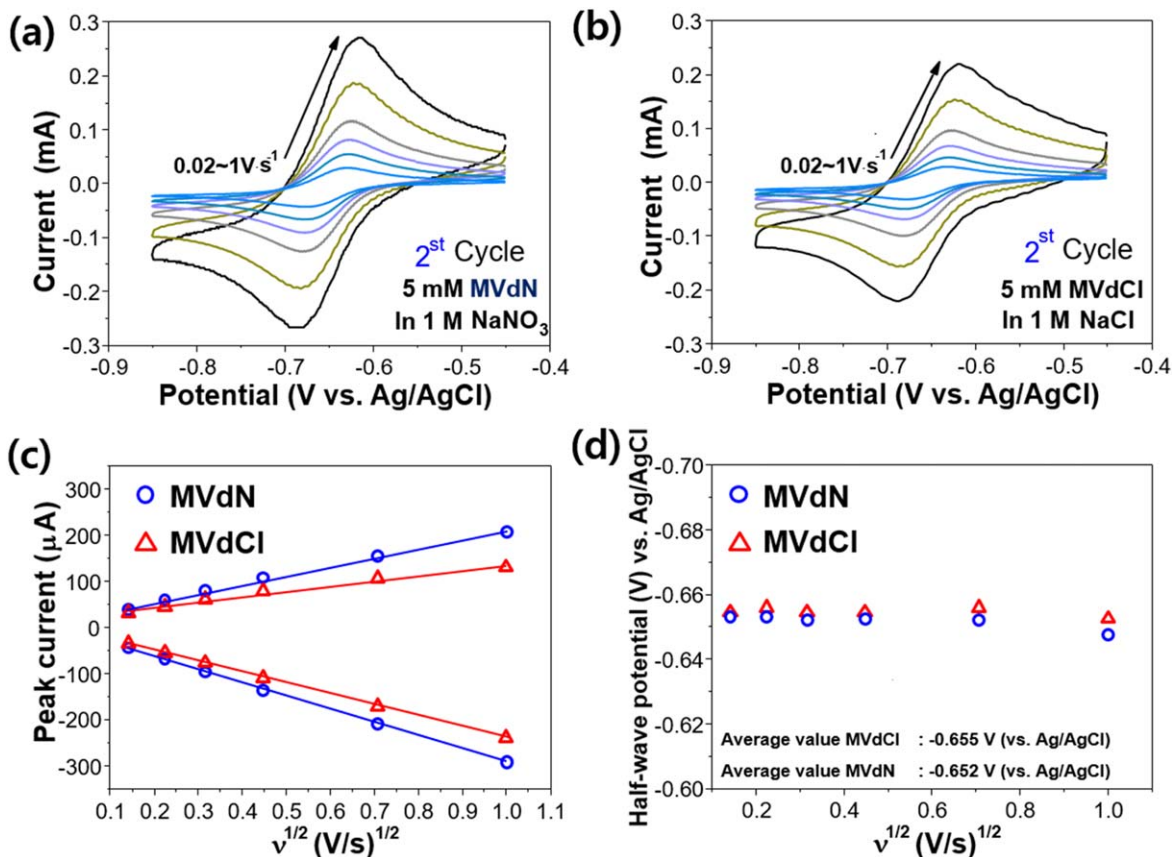 (a)
0.3
0.2
0.1
0.0
-0.1
-0.2
-0.3
Current (mA)
0.02~1V·s⁻¹
2ˢᵗ Cycle
5 mM MVdN
In 1 M NaNO₃
-0.9 -0.8 -0.7 -0.6 -0.5 -0.4
Potential (V vs. Ag/AgCl)
(b)
0.3
0.2
0.1
0.0
-0.1
-0.2
-0.3
Current (mA)
0.02~1V·s⁻¹
2ˢᵗ Cycle
5 mM MVdCl
In 1 M NaCl
-0.9 -0.8 -0.7 -0.6 -0.5 -0.4
Potential (V vs. Ag/AgCl)
(c)
300
200
100
0
-100
-200
-300
Peak current (μA)
MVdN
MVdCl
0.1 0.2 0.3 0.4 0.5 0.6 0.7 0.8 0.9 1.0 1.1
ν¹ᐟ² (V/s)¹ᐟ²
(d)
-0.70
-0.68
-0.66
-0.64
-0.62
-0.60
Half-wave potential (V) vs. Ag/AgCl
MVdN
MVdCl
Average value MVdCl : -0.655 V (vs. Ag/AgCl)
Average value MVdN : -0.652 V (vs. Ag/AgCl)
0.2 0.4 0.6 0.8 1.0
ν¹ᐟ² (V/s)¹ᐟ²